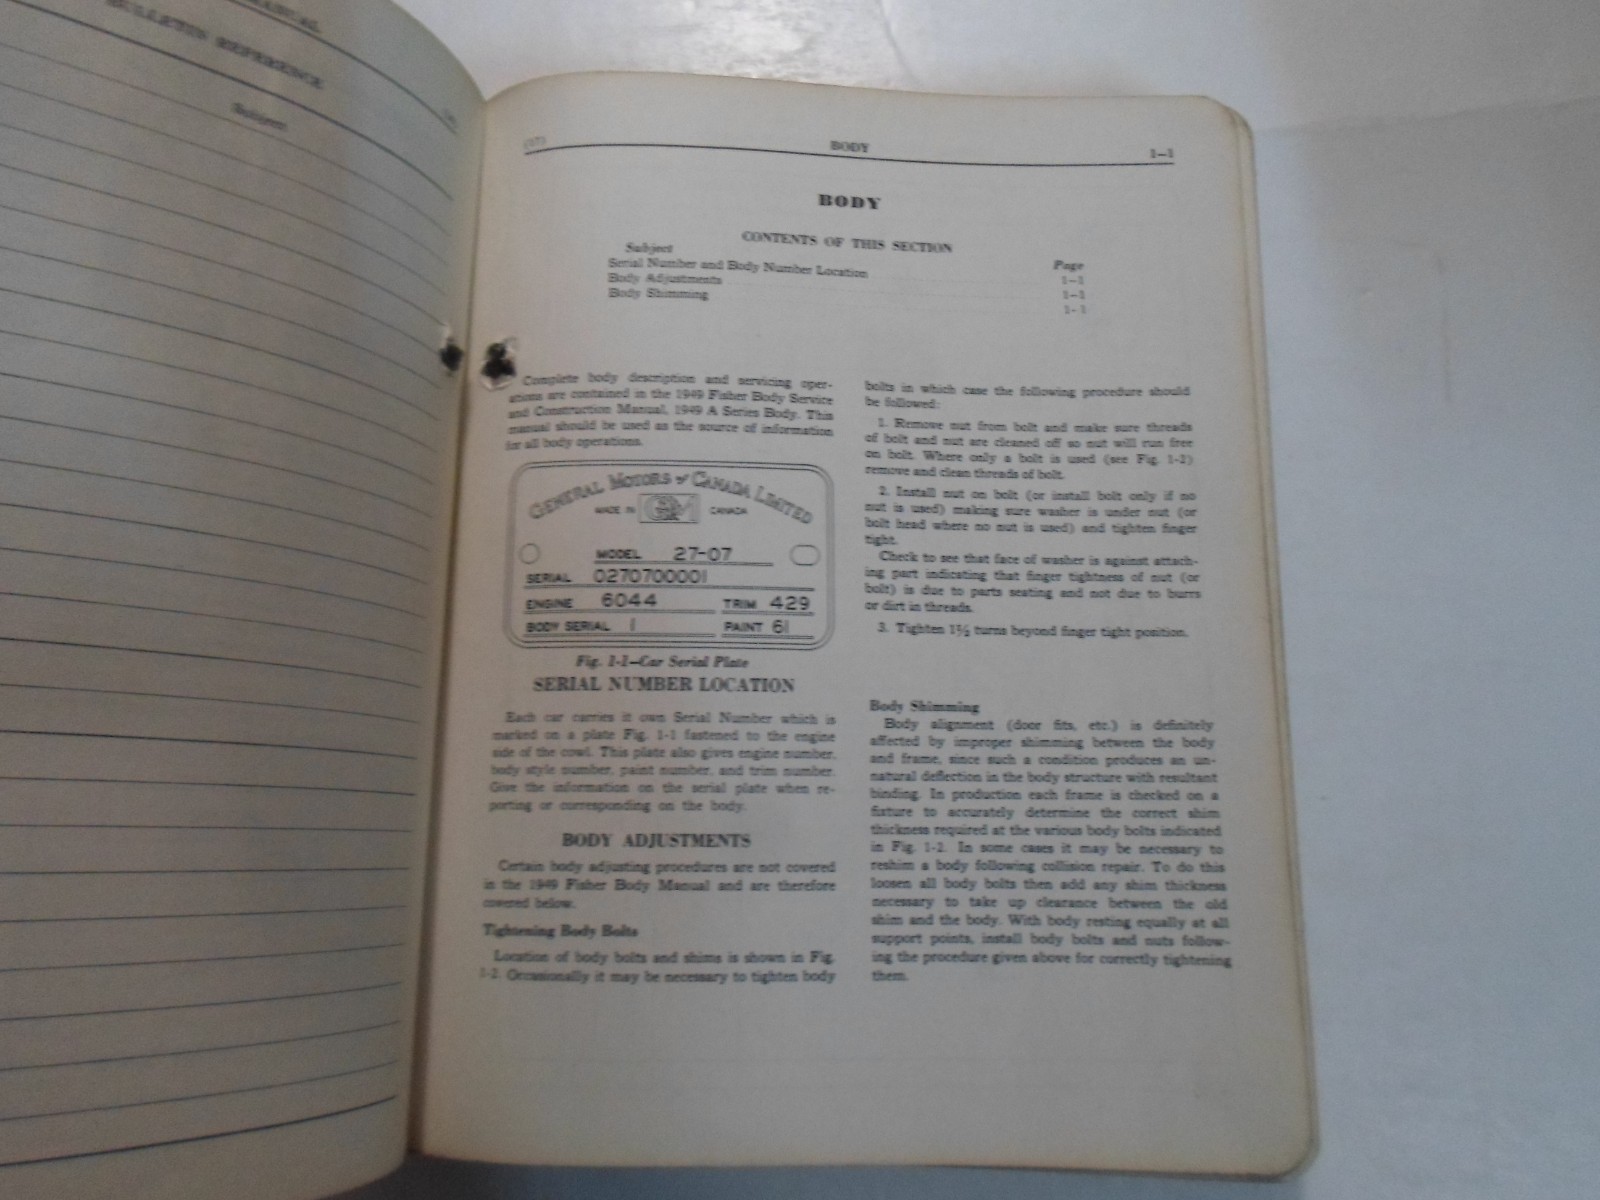 MANUAL
BULLETIN REFERENCE
Subject
BODY
1–1
BODY
CONTENTS OF THIS SECTION
Subject
Page
Serial Number and Body Number Location
1–1
Body Adjustments
1–1
Body Shimming
1-1
Complete body description and servicing oper-
ations are contained in the 1949 Fisher Body Service
and Construction Manual, 1949 A Series Body. This
manual should be used as the source of information
for all body operations.
GENERAL MOTORS of CANADA LIMITED
MADE IN GM CANADA
MODEL 27-07
SERIAL 0270700001
ENGINE 6044 TRIM 429
BODY SERIAL 1 PAINT 61
Fig. 1-1—Car Serial Plate
SERIAL NUMBER LOCATION
Each car carries it own Serial Number which is
marked on a plate Fig. 1-1 fastened to the engine
side of the cowl. This plate also gives engine number,
body style number, paint number, and trim number.
Give the information on the serial plate when re-
porting or corresponding on the body.
BODY ADJUSTMENTS
Certain body adjusting procedures are not covered
in the 1949 Fisher Body Manual and are therefore
covered below.
Tightening Body Bolts
Location of body bolts and shims is shown in Fig.
1-2. Occasionally it may be necessary to tighten body
bolts in which case the following procedure should
be followed:
1. Remove nut from bolt and make sure threads
of bolt and nut are cleaned off so nut will run free
on bolt. Where only a bolt is used (see Fig. 1-2)
remove and clean threads of bolt.
2. Install nut on bolt (or install bolt only if no
nut is used) making sure washer is under nut (or
bolt head where no nut is used) and tighten finger
tight.
Check to see that face of washer is against attach-
ing part indicating that finger tightness of nut (or
bolt) is due to parts seating and not due to burrs
or dirt in threads.
3. Tighten 1½ turns beyond finger tight position.
Body Shimming
Body alignment (door fits, etc.) is definitely
affected by improper shimming between the body
and frame, since such a condition produces an un-
natural deflection in the body structure with resultant
binding. In production each frame is checked on a
fixture to accurately determine the correct shim
thickness required at the various body bolts indicated
in Fig. 1-2. In some cases it may be necessary to
reshim a body following collision repair. To do this
loosen all body bolts then add any shim thickness
necessary to take up clearance between the old
shim and the body. With body resting equally at all
support points, install body bolts and nuts follow-
ing the procedure given above for correctly tightening
them.